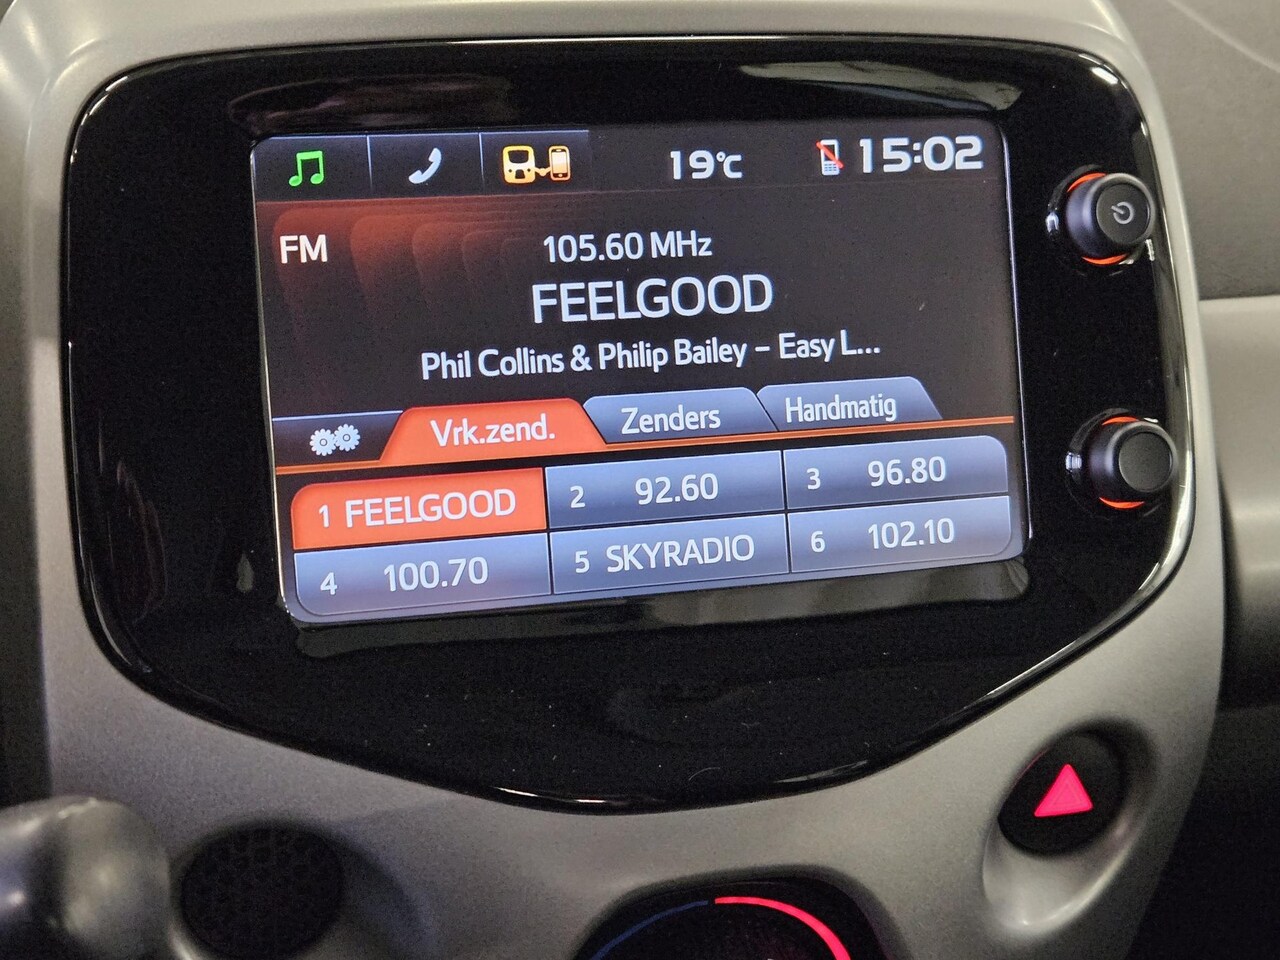 19°C 15:02
FM
105.60 MHz
FEELGOOD
Phil Collins & Philip Bailey – Easy L...
Vrk.zend. Zenders Handmatig
1 FEELGOOD 2 92.60 3 96.80
4 100.70 5 SKYRADIO 6 102.10